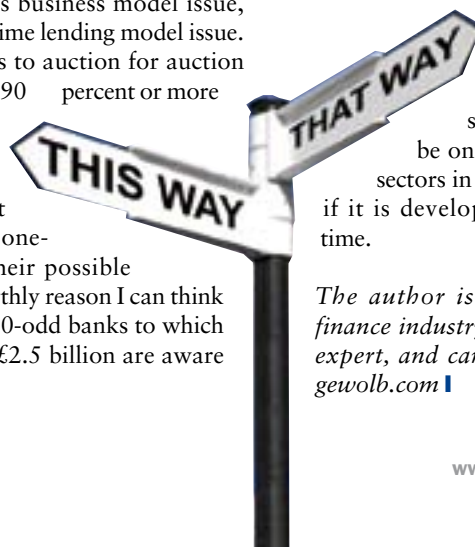 s business model issue,
ime lending model issue.
s to auction for auction
90 percent or more
t
one-
heir possible
thly reason I can think
0-odd banks to which
£2.5 billion are aware
THIS WAY
THAT WAY
s
be on
sectors in
if it is develop
time.
The author is
finance industry
expert, and car
gewolb.com
ww